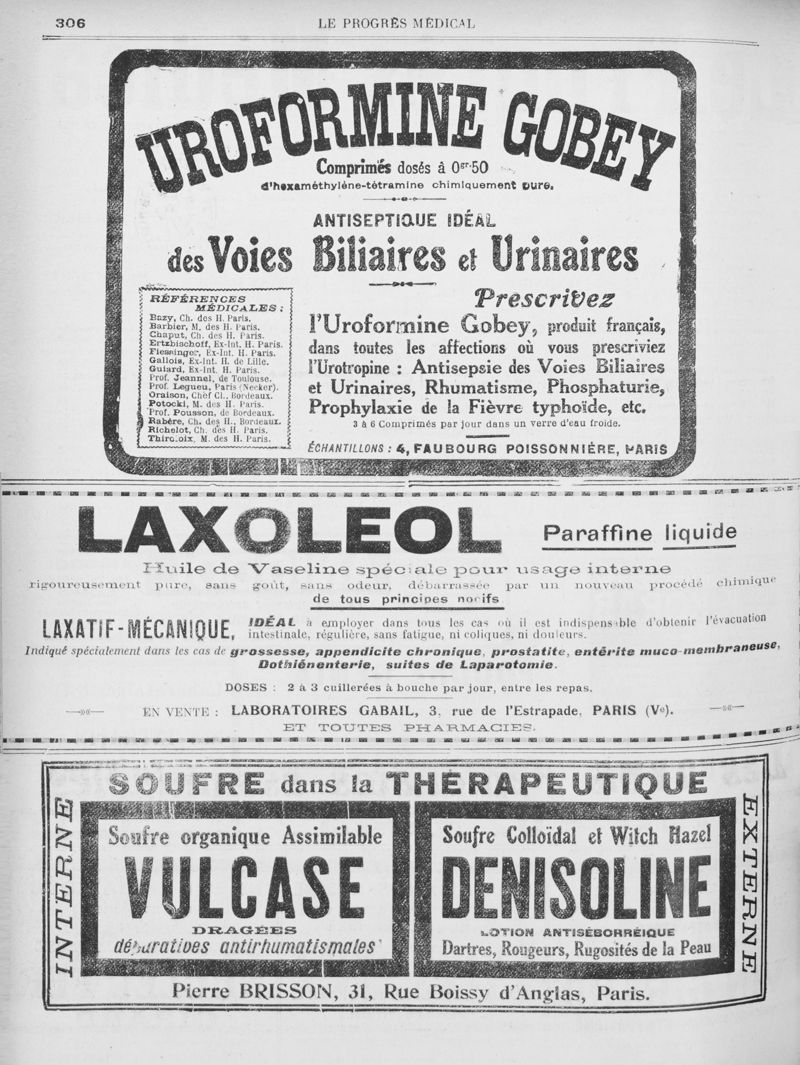 306
LE PROGRÈS MÉDICAL
UROFORMINE GOBEY
Comprimés dosés à 0gr.50
d'hexaméthylène-tétramine chimiquement pure.
ANTISEPTIQUE IDÉAL
des Voies Biliaires et Urinaires
RÉFÉRENCES
MÉDICALES :
Bazy, Ch. des H. Paris.
Barbier, M. des H. Paris.
Chaput, Ch. des H. Paris.
Ertzbischoff, Ex-Int. H. Paris.
Fiessinger, Ex-Int. H. Paris.
Gallois, Ex-Int. H. de Lille.
Guiard, Ex-Int. H. Paris.
Prof. Jeannel, de Toulouse.
Prof. Legueu, Paris (Necker).
Oraison, Chef Cl., Bordeaux.
Potocki, M. des H. Paris.
Prof. Pousson, de Bordeaux.
Rabère, Ch. des H., Bordeaux.
Richelot, Ch. des H. Paris.
Thiroloix, M. des H. Paris.
Prescrivez
l'Uroformine Gobey, produit français,
dans toutes les affections où vous prescriviez
l'Urotropine : Antisepsie des Voies Biliaires
et Urinaires, Rhumatisme, Phosphaturie,
Prophylaxie de la Fièvre typhoïde, etc.
3 à 6 Comprimés par jour dans un verre d'eau froide.
ÉCHANTILLONS : 4, FAUBOURG POISSONNIÈRE, PARIS
LAXOLEOL Paraffine liquide
Huile de Vaseline spéciale pour usage interne
rigoureusement pure, sans goût, sans odeur, débarrassée par un nouveau procédé chimique
de tous principes nocifs
LAXATIF-MÉCANIQUE, IDÉAL à employer dans tous les cas où il est indispensable d'obtenir l'évacuation
intestinale, régulière, sans fatigue, ni coliques, ni douleurs.
Indiqué spécialement dans les cas de grossesse, appendicite chronique, prostatite, entérite muco-membraneuse,
Dothiénenterie, suites de Laparotomie.
DOSES : 2 à 3 cuillerées à bouche par jour, entre les repas.
EN VENTE : LABORATOIRES GABAIL, 3, rue de l'Estrapade, PARIS (Ve).
ET TOUTES PHARMACIES.
SOUFRE dans la THÉRAPEUTIQUE
INTERNE
Soufre organique Assimilable
VULCASE
DRAGÉES
dépuratives antirhumatismales
Soufre Colloïdal et Witch Hazel
DENISOLINE
LOTION ANTISÉBORRÉIQUE
Dartres, Rougeurs, Rugosités de la Peau
EXTERNE
Pierre BRISSON, 31, Rue Boissy d'Anglas, Paris.